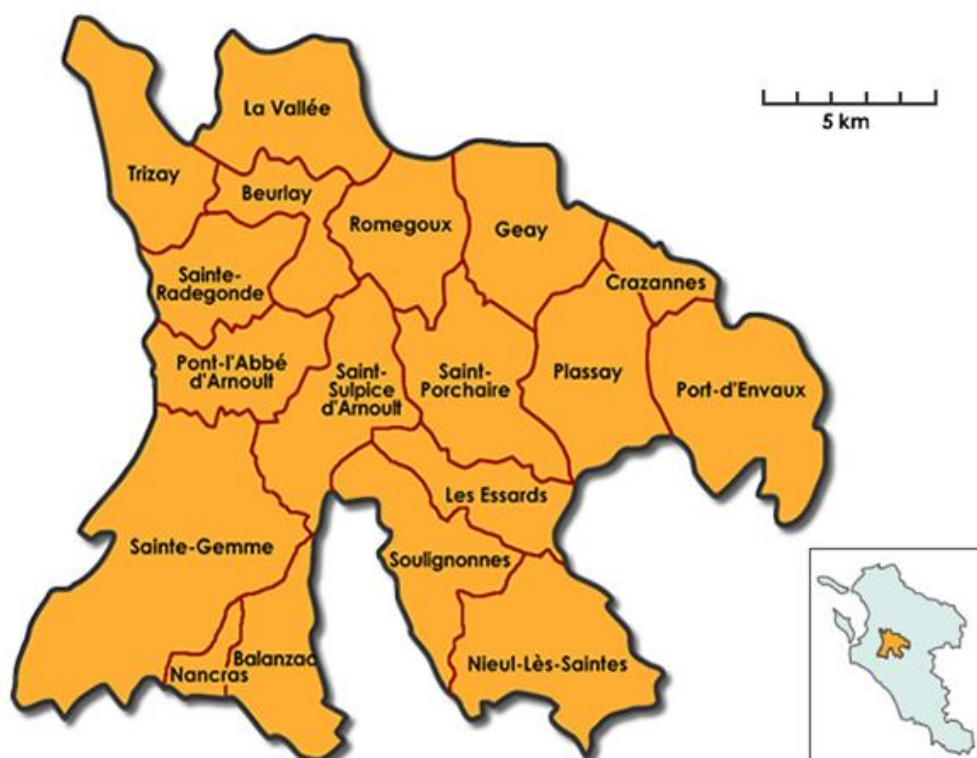 La Vallée
5 km
Trizay
Beurlay
Romegoux
Geay
Sainte-
Radegonde
Crazannes
Pont-l'Abbé
d'Arnoult
Saint-
Sulpice
d'Arnoult
Saint-
Porchaire
Plassay
Port-d'Envaux
Les Essards
Sainte-Gemme
Soulignonnes
Nancras
Balanzac
Nieul-Lès-Saintes